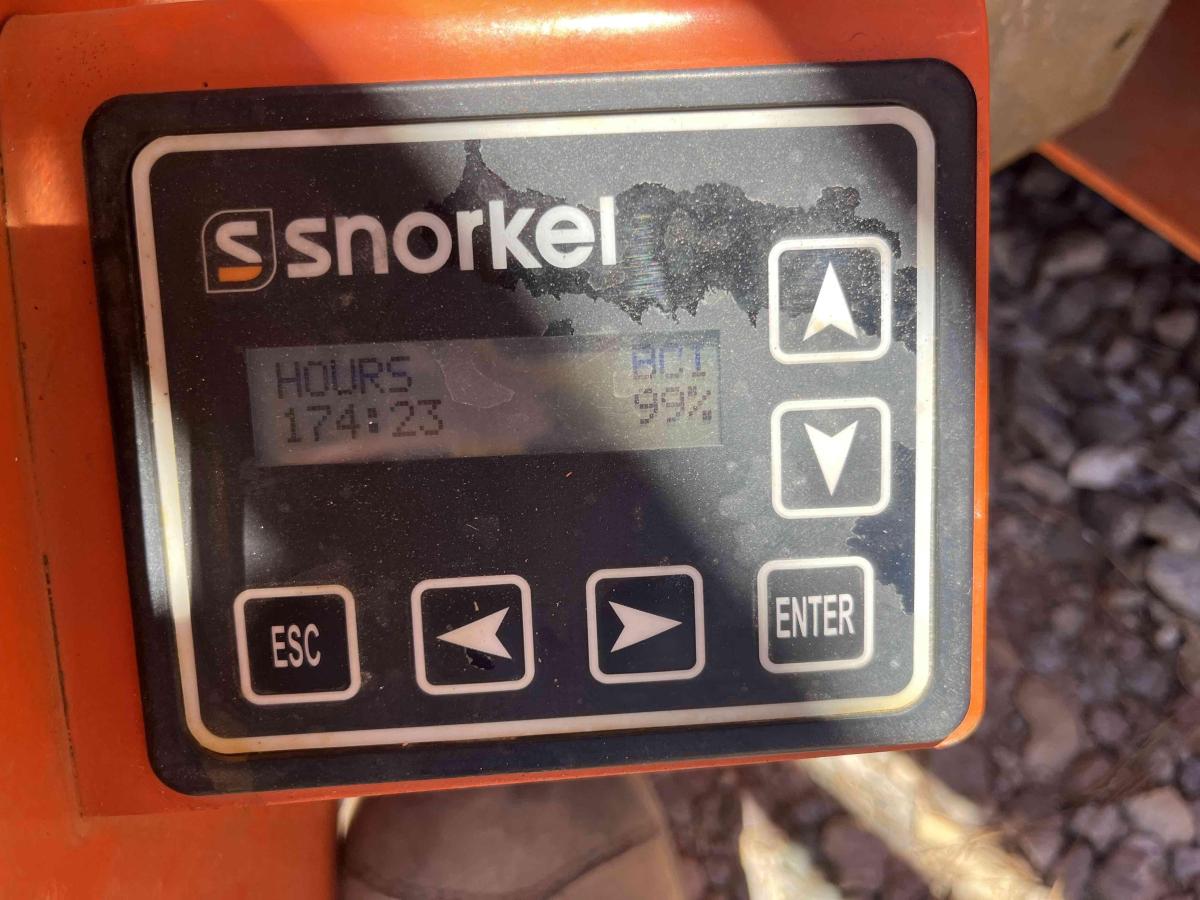 snorkel
HOURS BCI
174:23 99%
ESC ENTER